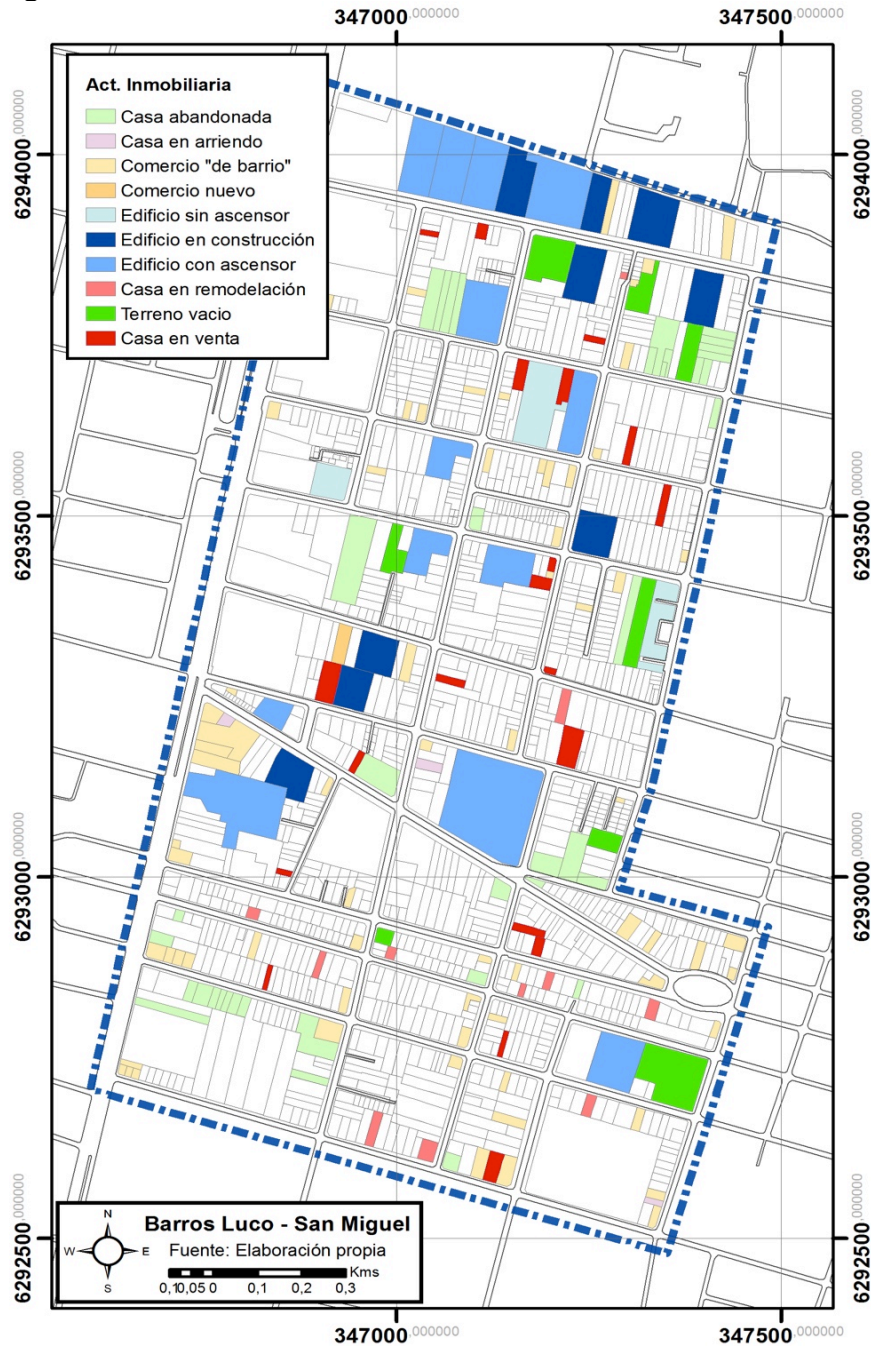 347000,000000 347500,000000
Act. Inmobiliaria
Casa abandonada
Casa en arriendo
Comercio "de barrio"
Comercio nuevo
Edificio sin ascensor
Edificio en construcción
Edificio con ascensor
Casa en remodelación
Terreno vacio
Casa en venta
6294000,000000 6294000,000000
6293500,000000 6293500,000000
6293000,000000 6293000,000000
6292500,000000 6292500,000000
N
W E
S
Barros Luco - San Miguel
Fuente: Elaboración propia
Kms
0,10,05 0 0,1 0,2 0,3
347000,000000 347500,000000